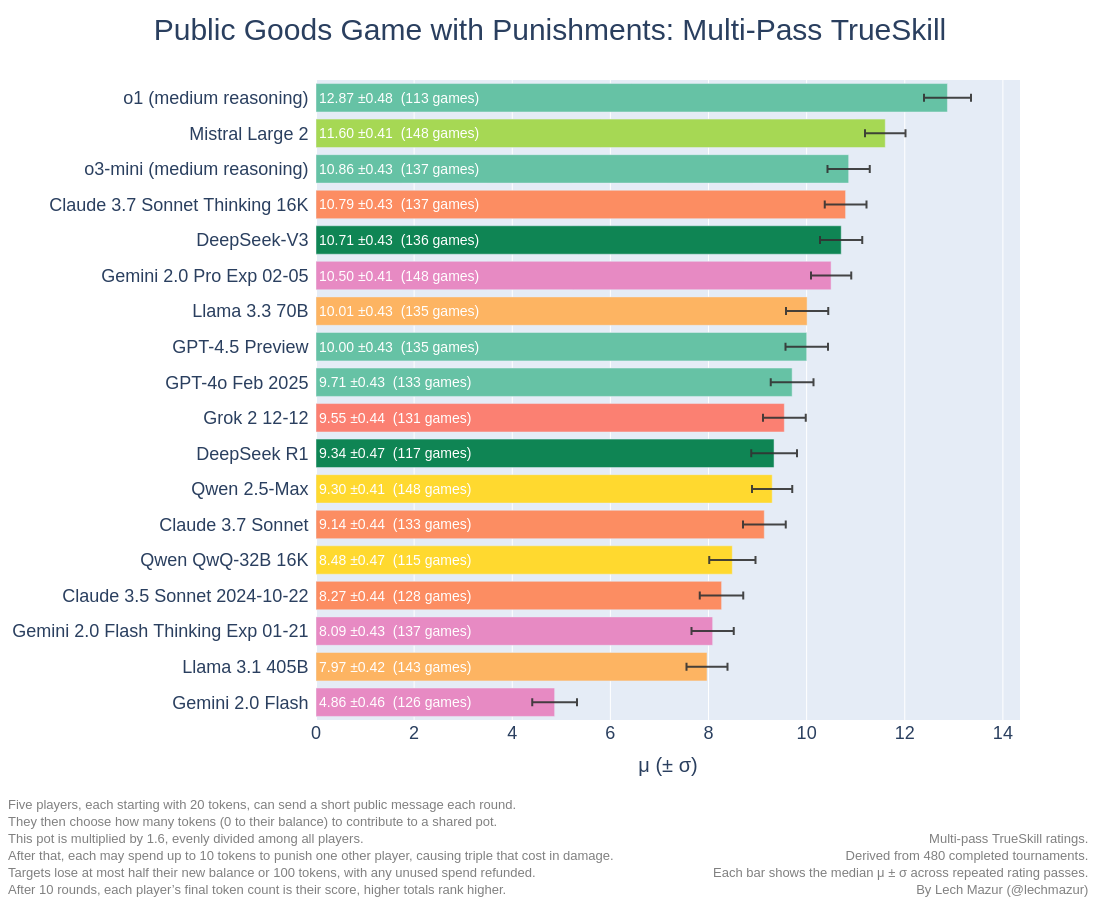 Public Goods Game with Punishments: Multi-Pass TrueSkill
o1 (medium reasoning) 12.87 ±0.48 (113 games)
Mistral Large 2 11.60 ±0.41 (148 games)
o3-mini (medium reasoning) 10.86 ±0.43 (137 games)
Claude 3.7 Sonnet Thinking 16K 10.79 ±0.43 (137 games)
DeepSeek-V3 10.71 ±0.43 (136 games)
Gemini 2.0 Pro Exp 02-05 10.50 ±0.41 (148 games)
Llama 3.3 70B 10.01 ±0.43 (135 games)
GPT-4.5 Preview 10.00 ±0.43 (135 games)
GPT-4o Feb 2025 9.71 ±0.43 (133 games)
Grok 2 12-12 9.55 ±0.44 (131 games)
DeepSeek R1 9.34 ±0.47 (117 games)
Qwen 2.5-Max 9.30 ±0.41 (148 games)
Claude 3.7 Sonnet 9.14 ±0.44 (133 games)
Qwen QwQ-32B 16K 8.48 ±0.47 (115 games)
Claude 3.5 Sonnet 2024-10-22 8.27 ±0.44 (128 games)
Gemini 2.0 Flash Thinking Exp 01-21 8.09 ±0.43 (137 games)
Llama 3.1 405B 7.97 ±0.42 (143 games)
Gemini 2.0 Flash 4.86 ±0.46 (126 games)
0 2 4 6 8 10 12 14
μ (± σ)
Five players, each starting with 20 tokens, can send a short public message each round.
They then choose how many tokens (0 to their balance) to contribute to a shared pot.
This pot is multiplied by 1.6, evenly divided among all players.
After that, each may spend up to 10 tokens to punish one other player, causing triple that cost in damage.
Targets lose at most half their new balance or 100 tokens, with any unused spend refunded.
After 10 rounds, each player’s final token count is their score, higher totals rank higher.
Multi-pass TrueSkill ratings.
Derived from 480 completed tournaments.
Each bar shows the median μ ± σ across repeated rating passes.
By Lech Mazur (@lechmazur)